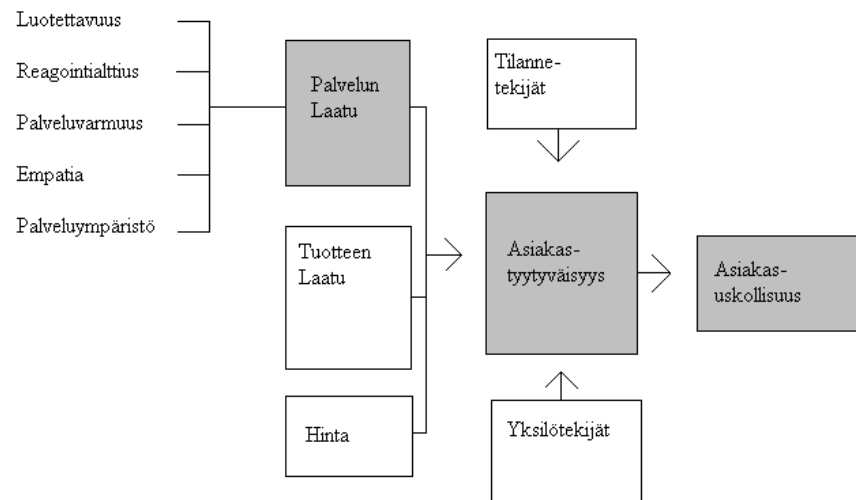 Luotettavuus
Reagointialttius
Palveluvarmuus
Empatia
Palveluympäristö
Palvelun
Laatu
Tuotteen
Laatu
Hinta
Tilanne-
tekijät
Asiakas-
tyytyväisyys
Yksilötekijät
Asiakas-
uskollisuus